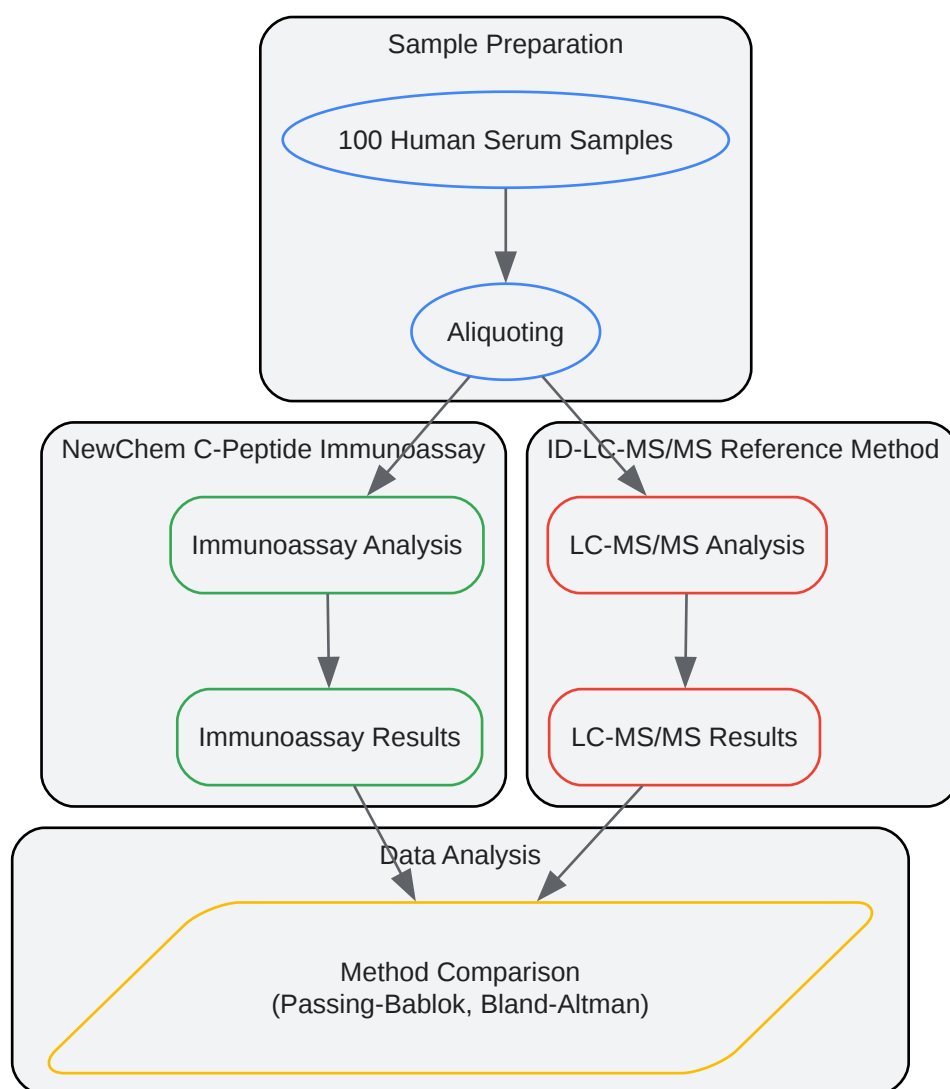 Sample Preparation
100 Human Serum Samples
Aliquoting
NewChem C-Peptide Immunoassay
Immunoassay Analysis
Immunoassay Results
ID-LC-MS/MS Reference Method
LC-MS/MS Analysis
LC-MS/MS Results
Data Analysis
Method Comparison
(Passing-Bablok, Bland-Altman)